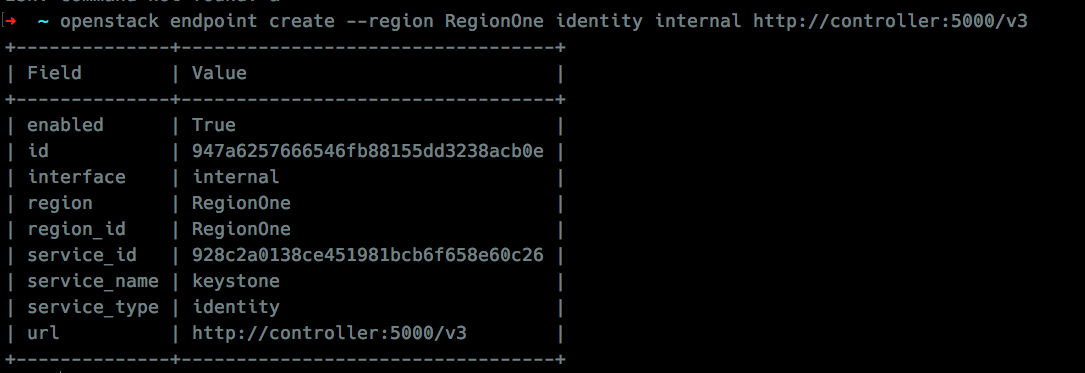 ➜  ~ openstack endpoint create --region RegionOne identity internal http://controller:5000/v3
+--------------+----------------------------------+
| Field        | Value                            |
+--------------+----------------------------------+
| enabled      | True                             |
| id           | 947a6257666546fb88155dd3238acb0e |
| interface    | internal                         |
| region       | RegionOne                        |
| region_id    | RegionOne                        |
| service_id   | 928c2a0138ce451981bcb6f658e60c26 |
| service_name | keystone                         |
| service_type | identity                         |
| url          | http://controller:5000/v3        |
+--------------+----------------------------------+